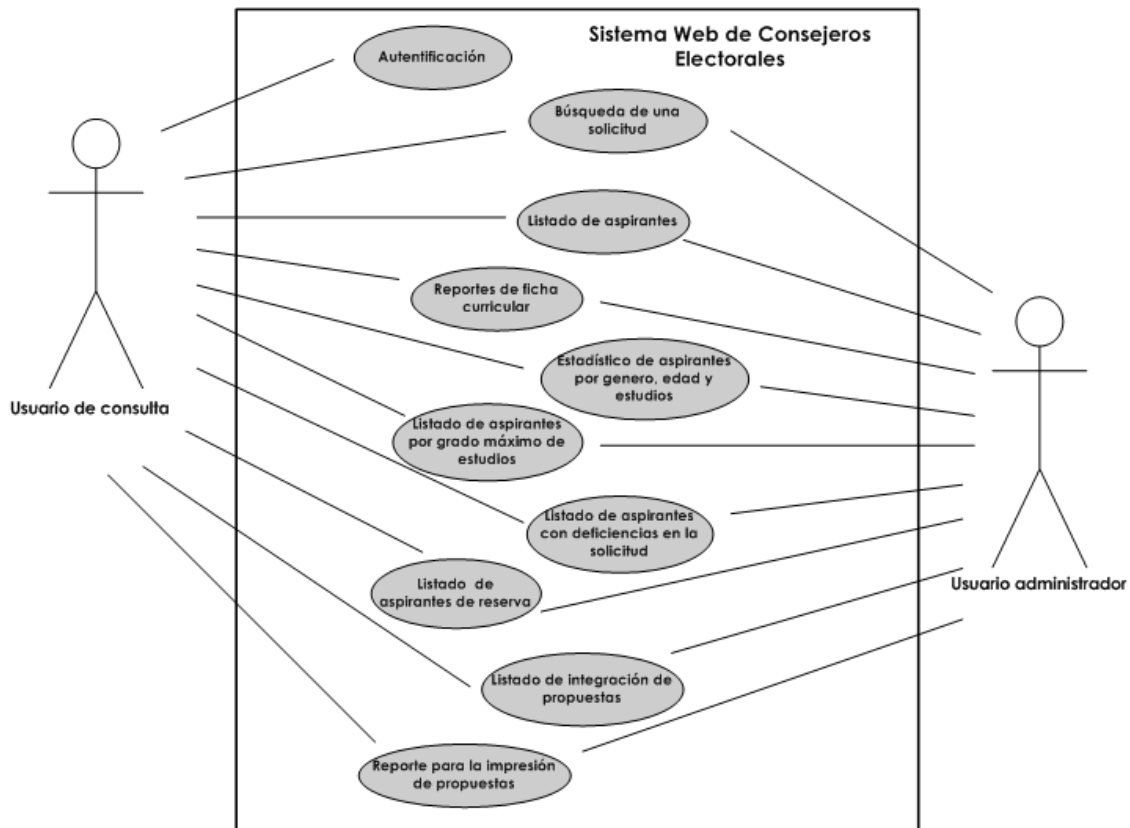 Sistema Web de Consejeros
Electorales
Autentificación
Búsqueda de una
solicitud
Listado de aspirantes
Reportes de ficha
curricular
Estadístico de aspirantes
por genero, edad y
estudios
Usuario de consulta
Listado de aspirantes
por grado máximo de
estudios
Listado de aspirantes
con deficiencias en la
solicitud
Usuario administrador
Listado de
aspirantes de reserva
Listado de integración de
propuestas
Reporte para la impresión
de propuestas